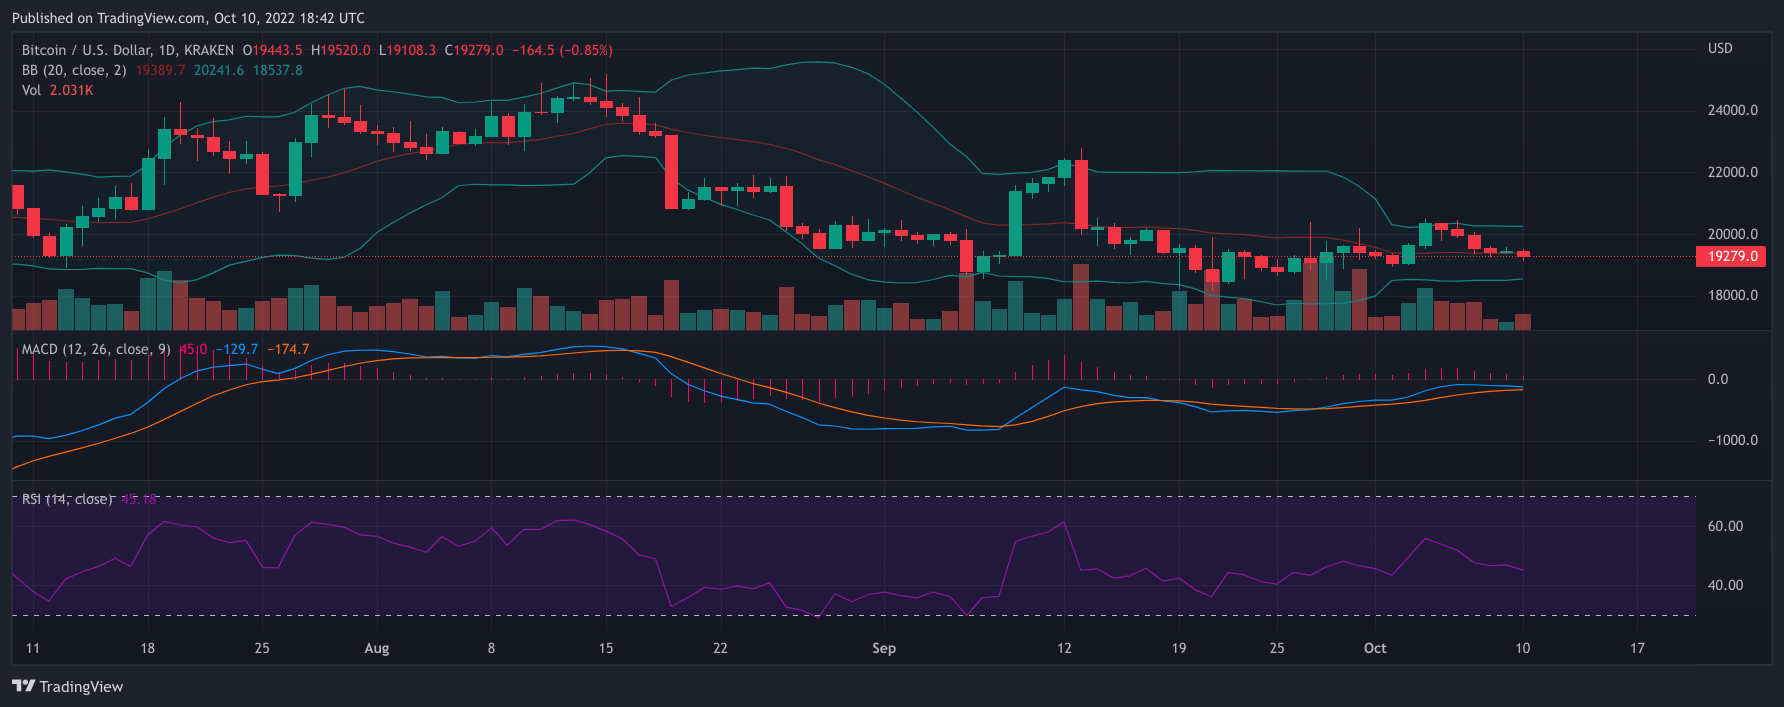 Published on TradingView.com, Oct 10, 2022 18:42 UTC
Bitcoin / U.S. Dollar, 1D, KRAKEN O19443.5 H19520.0 L19108.3 C19279.0 −164.5 (−0.85%)
USD
BB (20, close, 2) 19389.7 20241.6 18537.8
Vol 2.031K
24000.0
22000.0
20000.0
19279.0
18000.0
MACD (12, 26, close, 9) 45.0 −129.7 −174.7
0.0
−1000.0
RSI (14, close) 45.18
60.00
40.00
11 18 25 Aug 8 15 22 Sep 12 19 25 Oct 10 17
TradingView